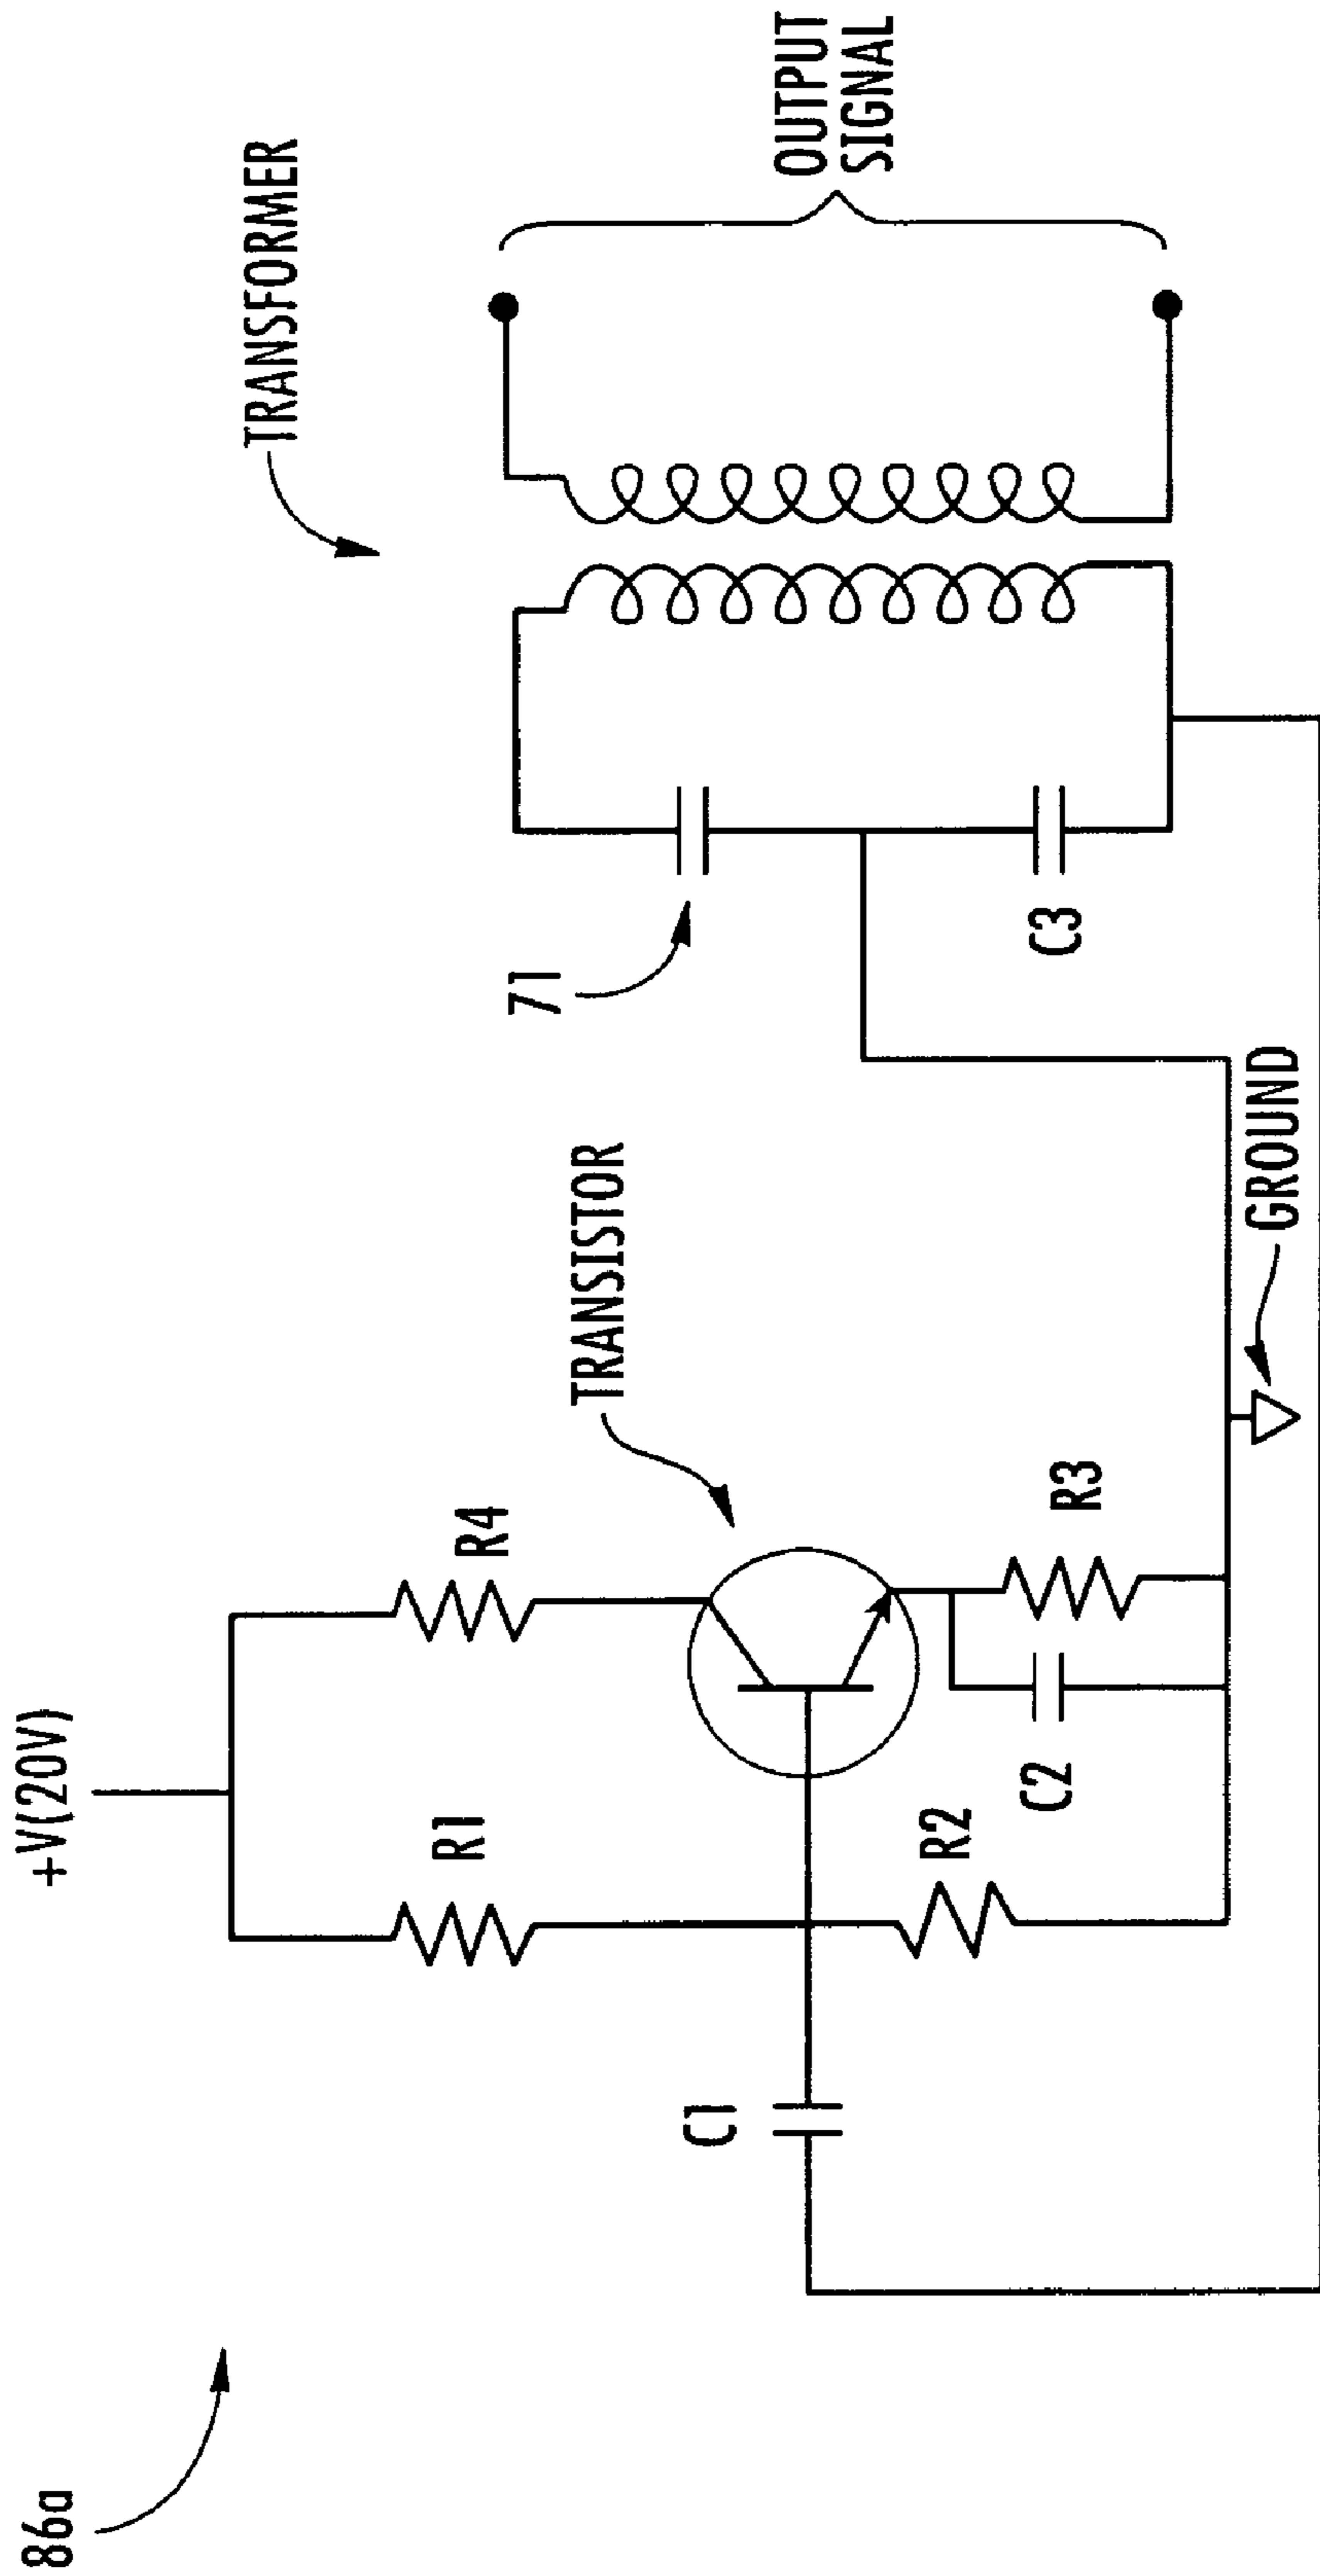 86a
+V(20V)
R1
R4
C1
R2
C2
R3
TRANSISTOR
GROUND
71
C3
TRANSFORMER
OUTPUT
SIGNAL